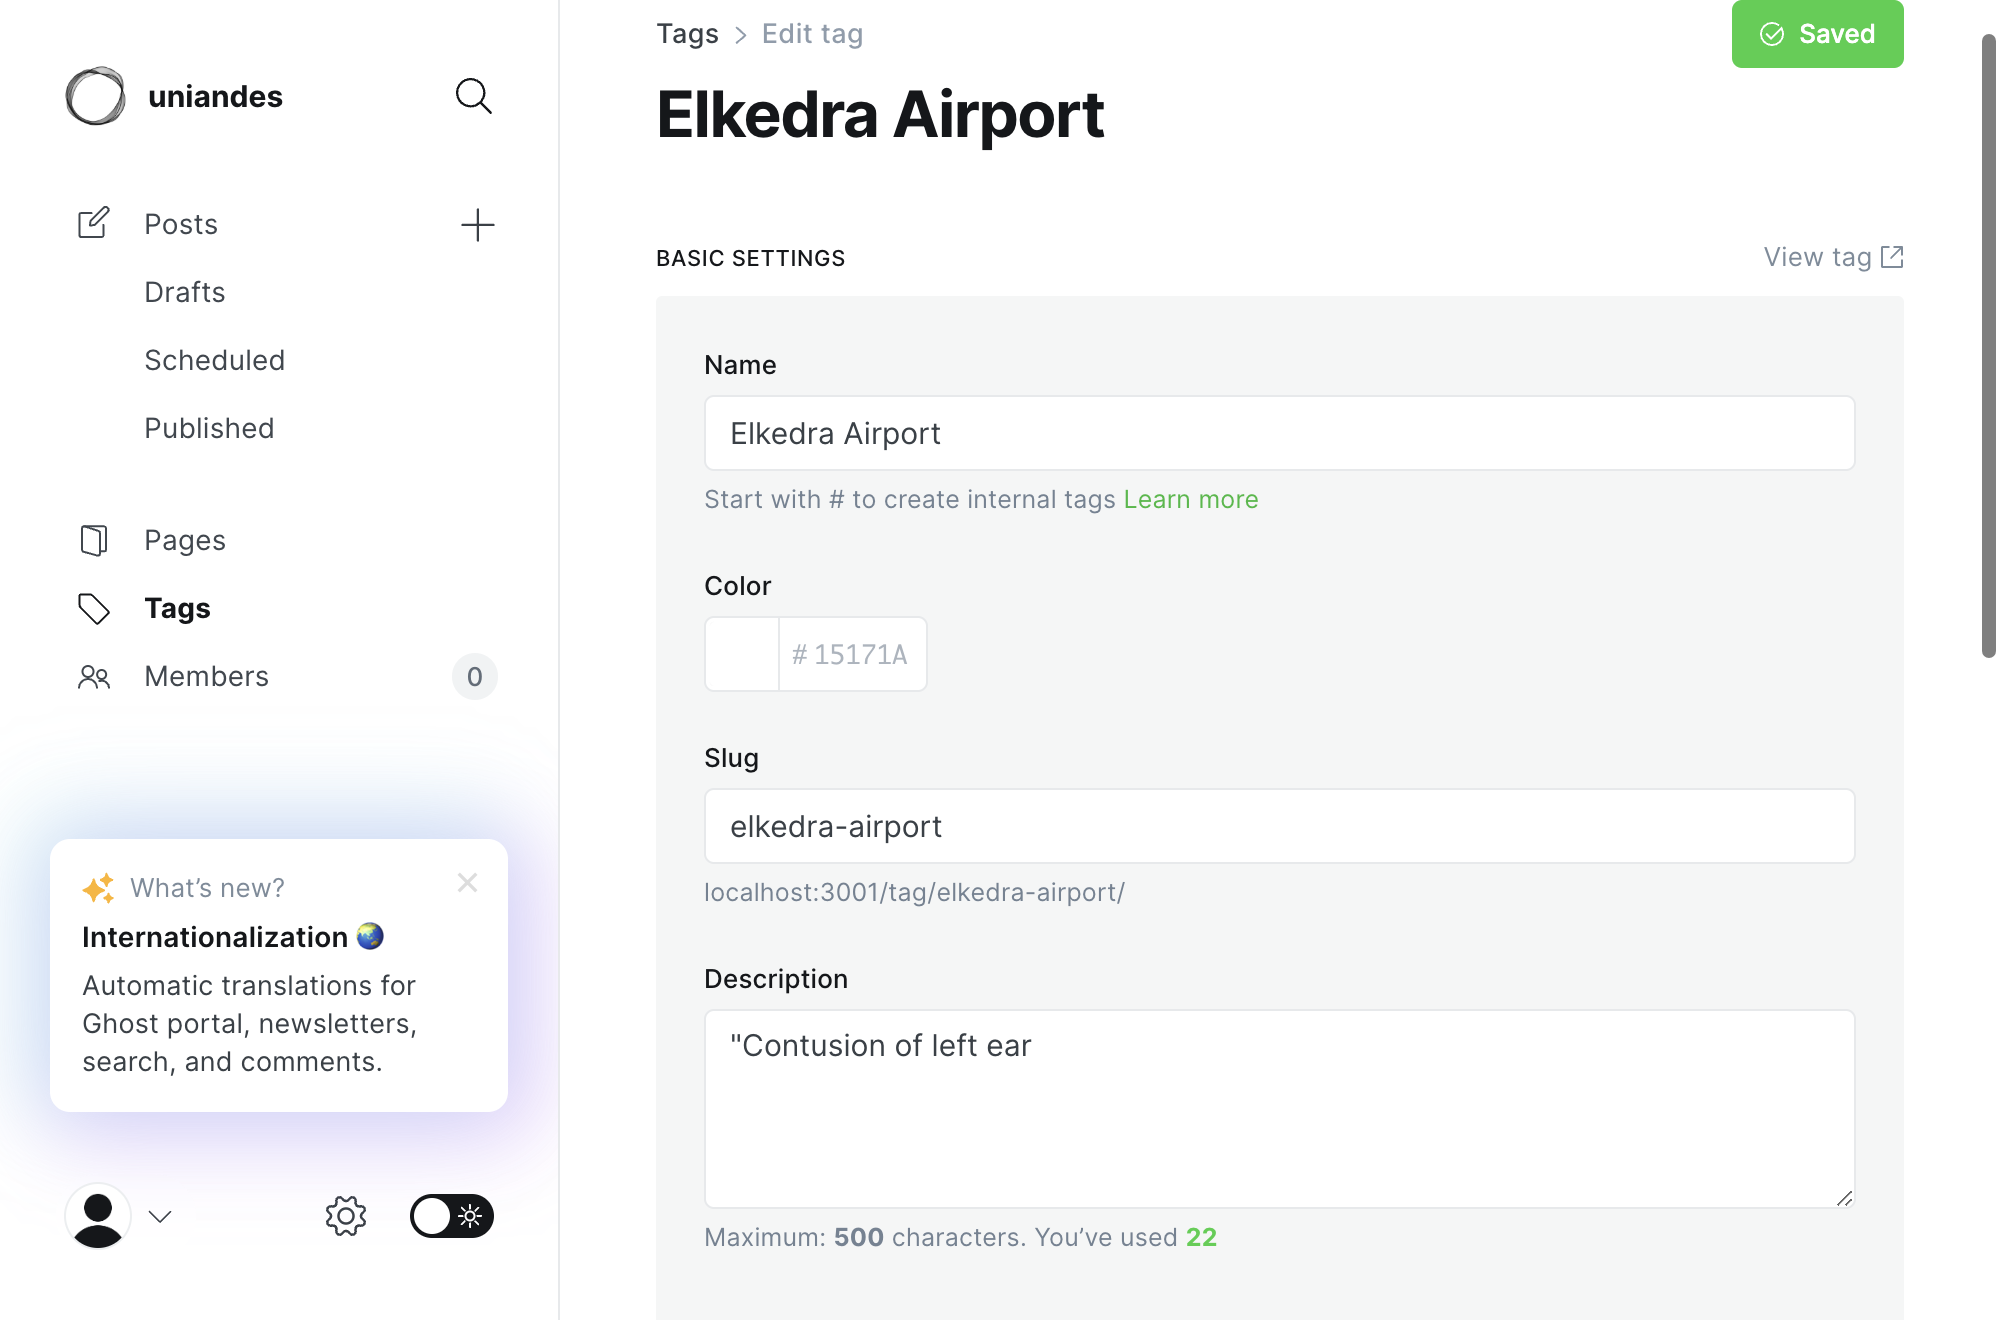 uniandes
Posts
Drafts
Scheduled
Published
Pages
Tags
Members
0
What’s new?
Internationalization
Automatic translations for
Ghost portal, newsletters,
search, and comments.
Tags > Edit tag
Saved
Elkedra Airport
BASIC SETTINGS
View tag
Name
Elkedra Airport
Start with # to create internal tags Learn more
Color
# 15171A
Slug
elkedra-airport
localhost:3001/tag/elkedra-airport/
Description
"Contusion of left ear
Maximum: 500 characters. You’ve used 22